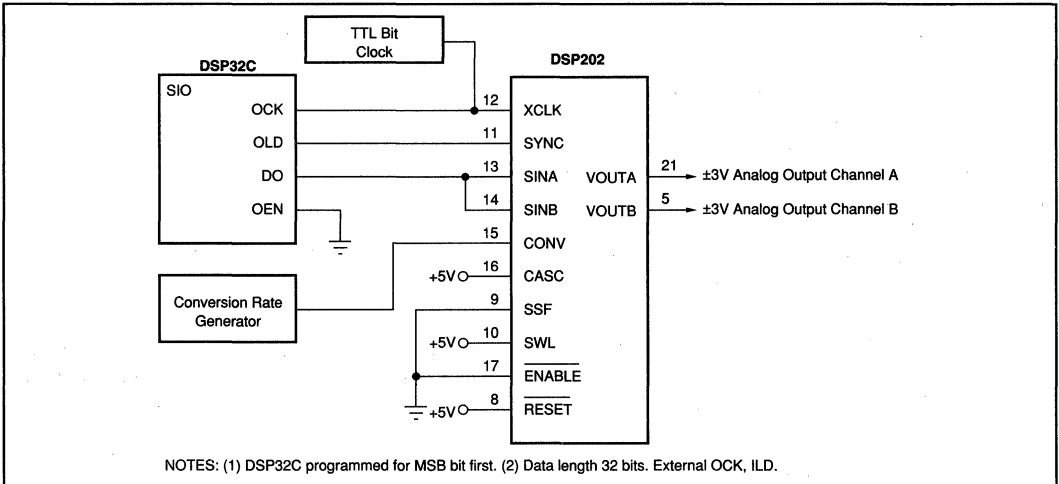 TTL Bit
Clock
DSP32C
DSP202
SIO
OCK
12
XCLK
OLD
11
SYNC
DO
13
SINA
VOUTA
21
±3V Analog Output Channel A
14
SINB
VOUTB
5
±3V Analog Output Channel B
OEN
15
CONV
+5V
16
CASC
Conversion Rate
Generator
9
SSF
+5V
10
SWL
17
ENABLE
+5V
8
RESET
NOTES: (1) DSP32C programmed for MSB bit first. (2) Data length 32 bits. External OCK, ILD.